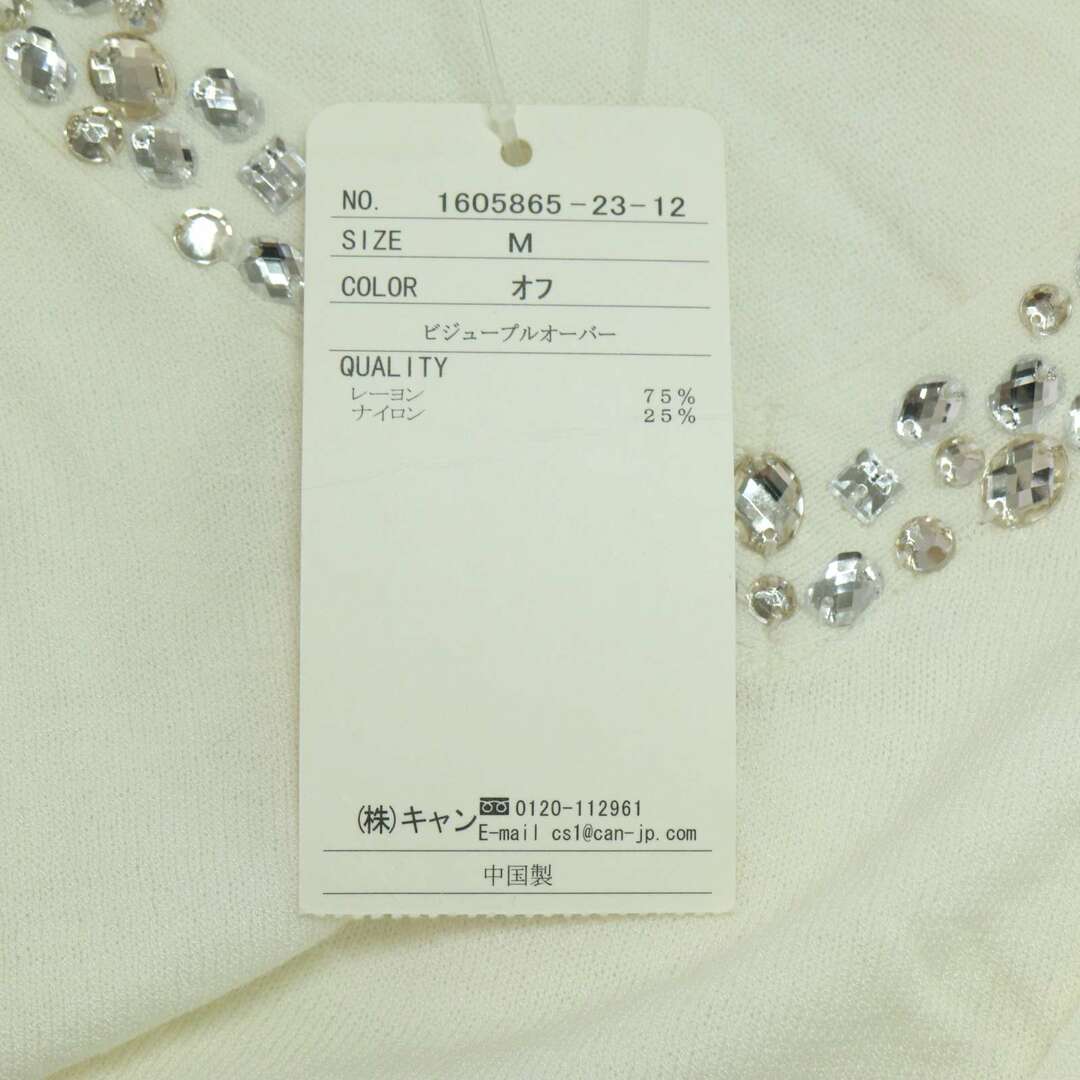 NO. 1605865-23-12
SIZE M
COLOR オフ
ビジュープルオーバー
QUALITY
レーヨン 75%
ナイロン 25%
(株)キャン 0120-112961
E-mail cs1@can-jp.com
中国製